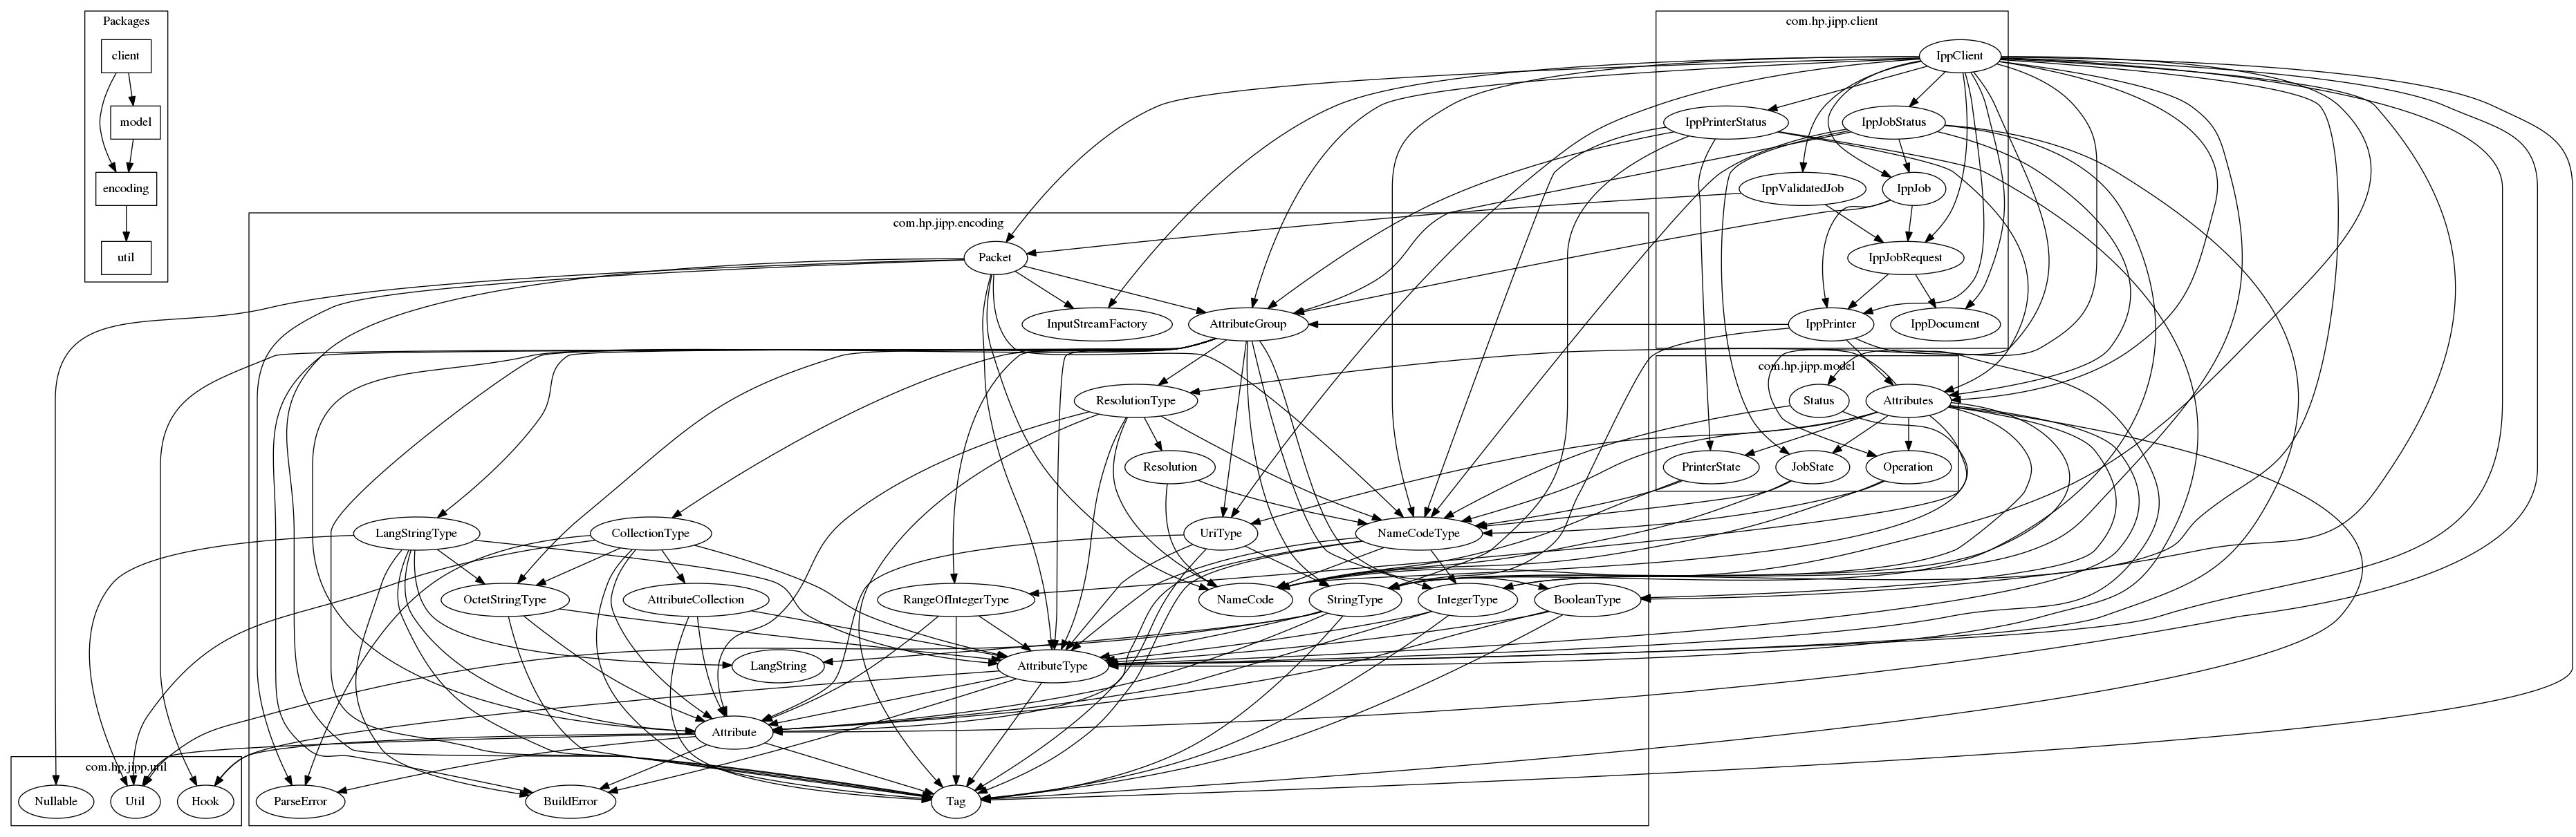 Packages
com.hp.jipp.client
client
IppClient
model
IppPrinterStatus
IppJobStatus
encoding
IppValidatedJob
IppJob
com.hp.jipp.encoding
util
Packet
IppJobRequest
InputStreamFactory
AttributeGroup
IppPrinter
IppDocument
com.hp.jipp.model
ResolutionType
Status
Attributes
Resolution
PrinterState
JobState
Operation
LangStringType
CollectionType
UriType
NameCodeType
OctetStringType
AttributeCollection
RangeOfIntegerType
NameCode
StringType
IntegerType
BooleanType
LangString
AttributeType
Attribute
com.hp.jipp.util
Nullable
Util
Hook
ParseError
BuildError
Tag